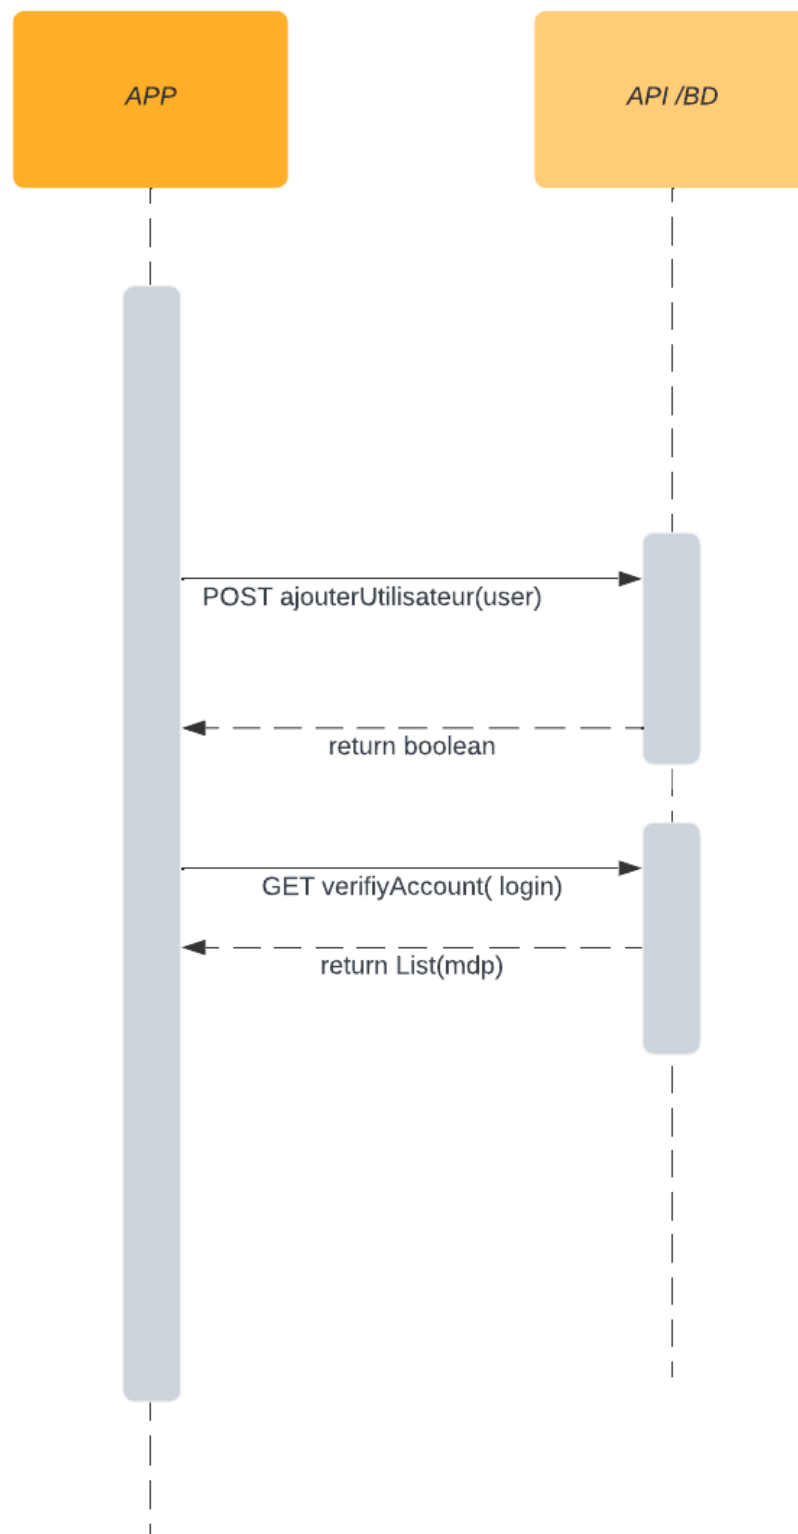 APP
API /BD
POST ajouterUtilisateur(user)
return boolean
GET verifiyAccount( login)
return List(mdp)